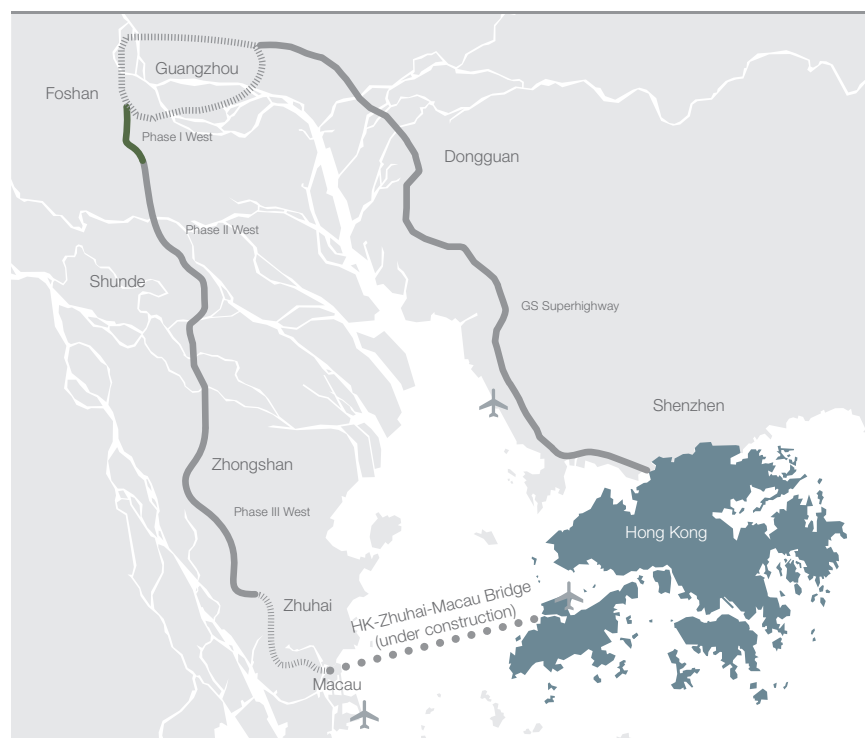 Guangzhou
Foshan
Phase I West
Dongguan
Phase II West
Shunde
GS Superhighway
Shenzhen
Zhongshan
Phase III West
Hong Kong
HK-Zhuhai-Macau Bridge
(under construction)
Zhuhai
Macau